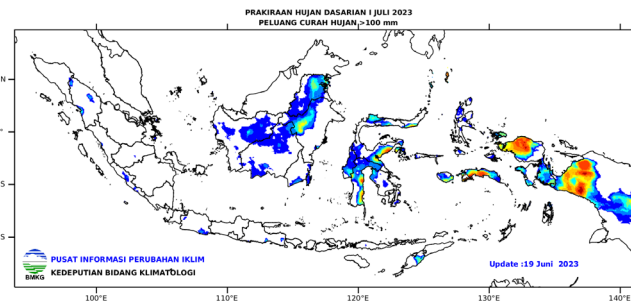 PRAKIRAAN HUJAN DASARIAN I JULI 2023
PELUANG CURAH HUJAN >100 mm
N
S
S
PUSAT INFORMASI PERUBAHAN IKLIM
KEDEPUTIAN BIDANG KLIMATOLOGI
BMKG
Update :19 Juni 2023
100°E
110°E
120°E
130°E
140°